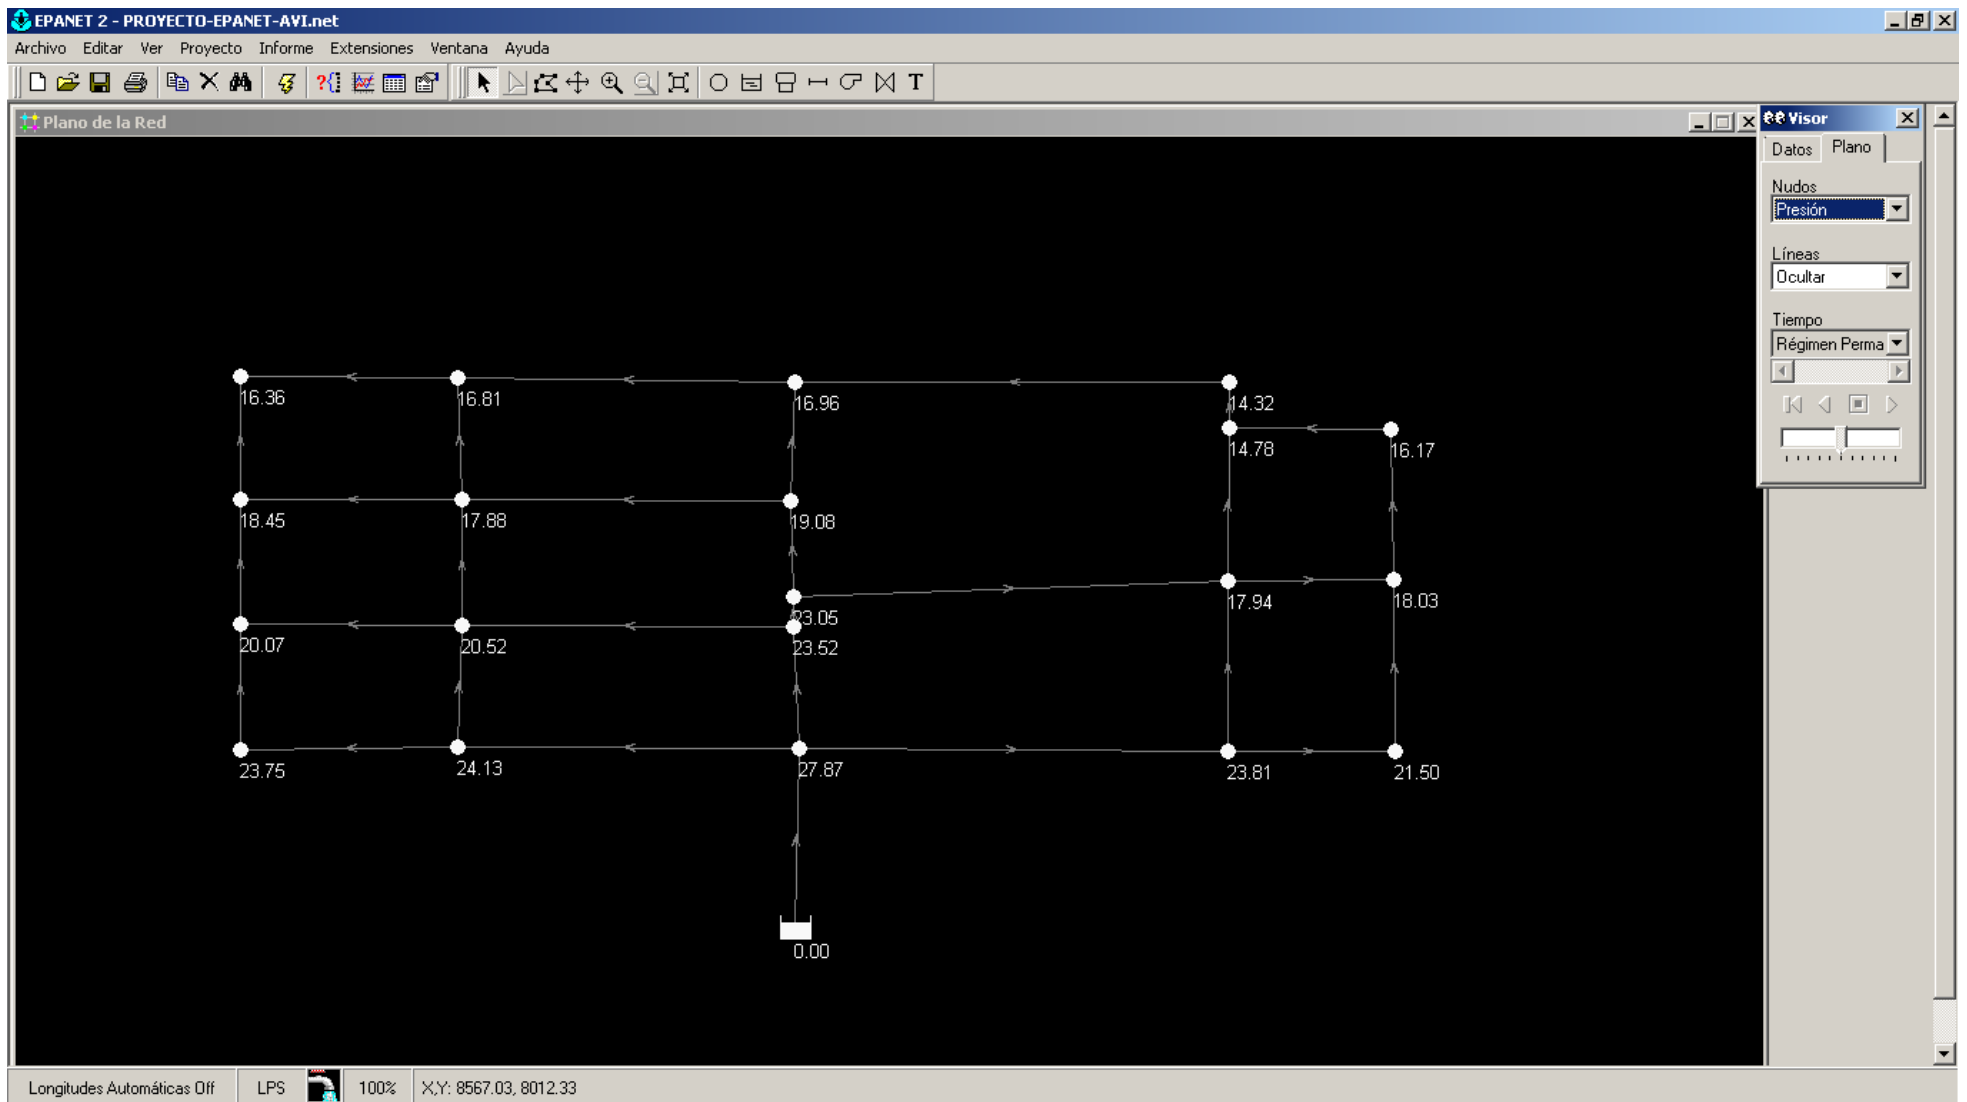 EPANET 2 - PROYECTO-EPANET-AVI.net
Archivo Editar Ver Proyecto Informe Extensiones Ventana Ayuda
T
Plano de la Red
Visor
Datos Plano
Nudos
Presión
Líneas
Ocultar
Tiempo
Régimen Perma
16.36 16.81 16.96 14.32
14.78 16.17
18.45 17.88 19.08
17.94 18.03
23.05
20.07 20.52 23.52
23.75 24.13 27.87 23.81 21.50
0.00
Longitudes Automáticas Off LPS 100% X,Y: 8567.03, 8012.33